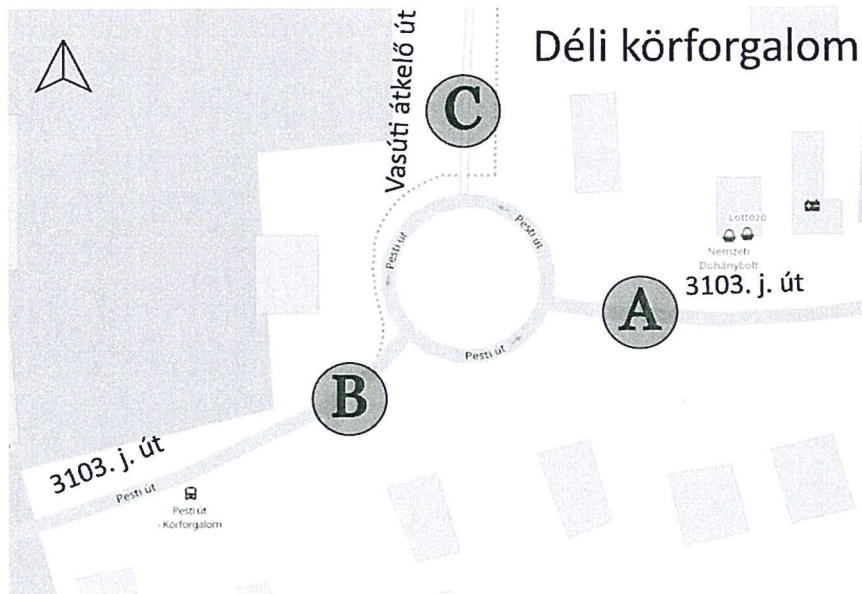 Déli körforgalom
Vasúti átkelő út
C
Pesti út
Pesti út
Lottózó
Nemzeti
Dohánybolt
3103. j. út
A
Pesti út
B
3103. j. út
Pesti út
Pesti út
- Körforgalom